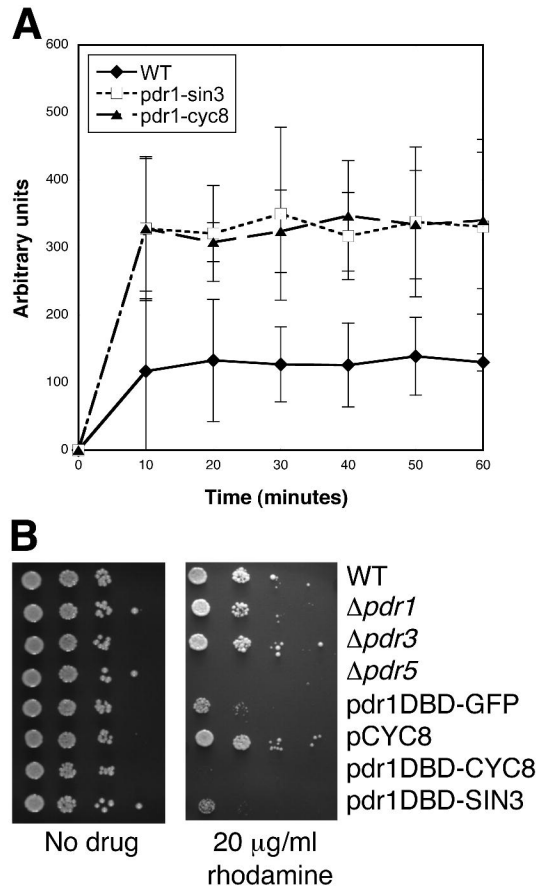 A
600
500
400
300
200
100
0
Arbitrary units
WT
pdr1-sin3
pdr1-cyc8
0 10 20 30 40 50 60
Time (minutes)
B
WT
Δpdr1
Δpdr3
Δpdr5
pdr1DBD-GFP
pCYC8
pdr1DBD-CYC8
pdr1DBD-SIN3
No drug
20 µg/ml
rhodamine